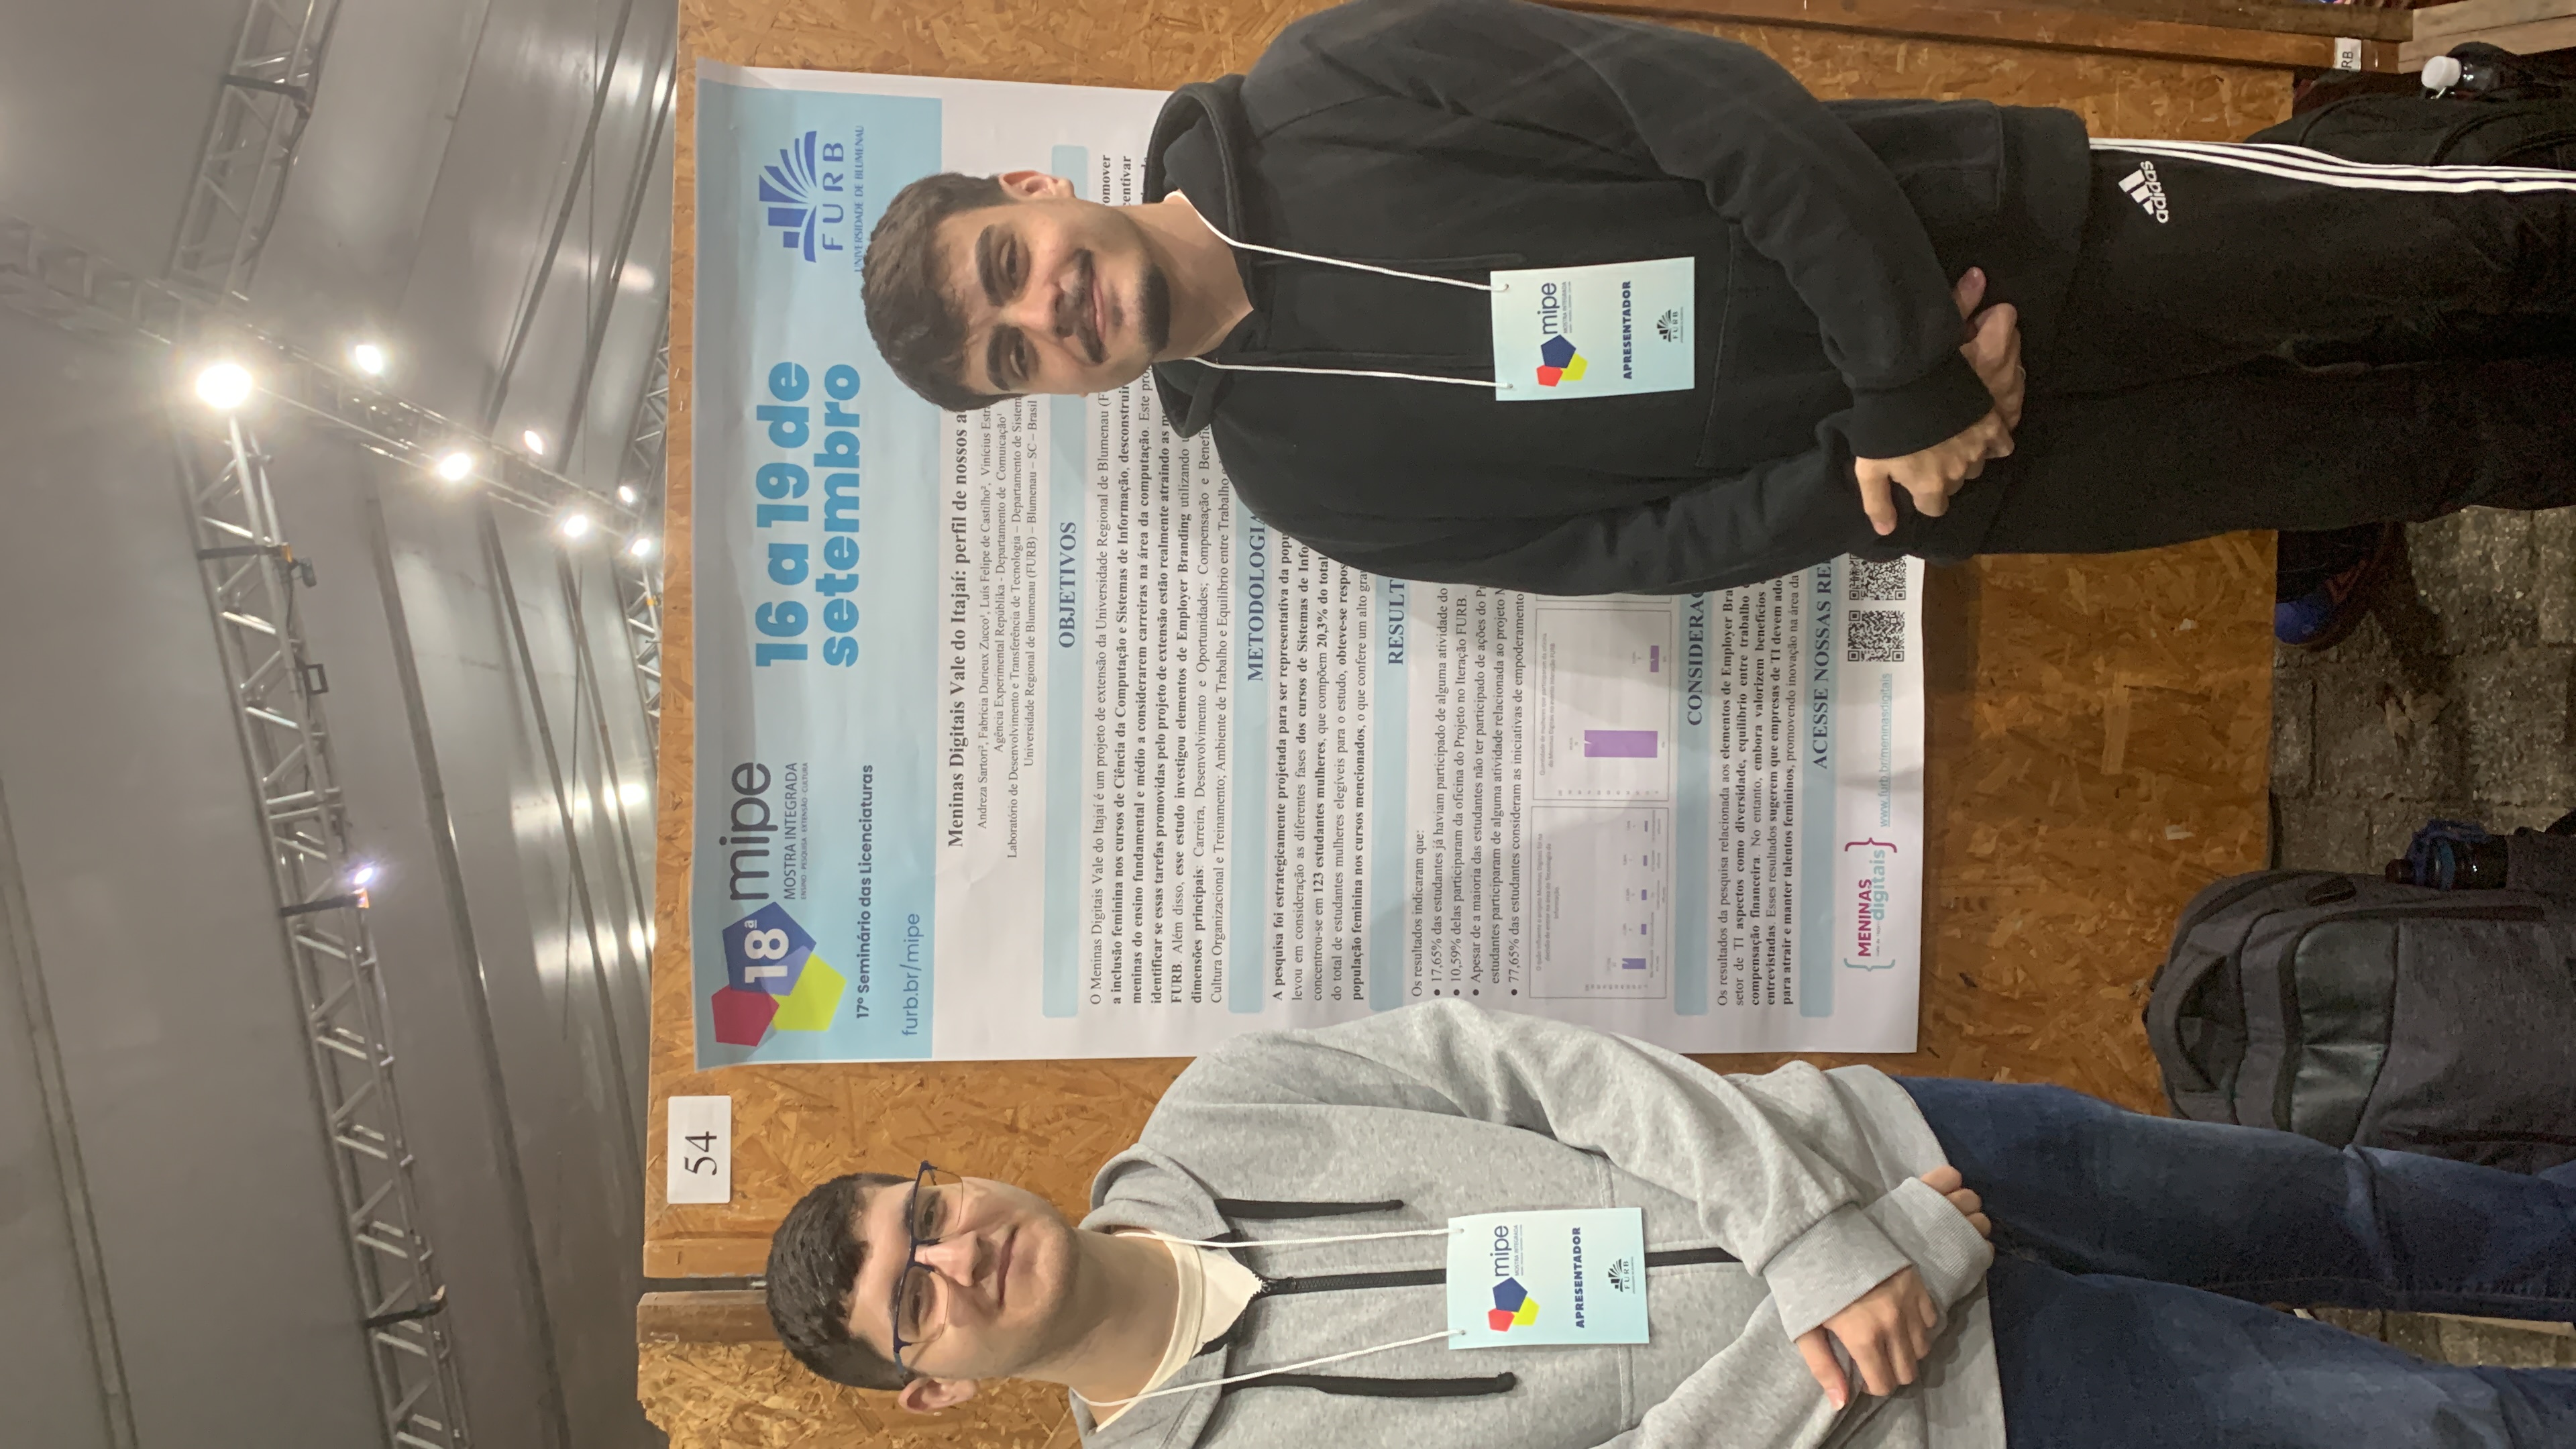 54
18ª mipe
MOSTRA INTEGRADA
ENSINO · PESQUISA · EXTENSÃO · CULTURA
17º Seminário das Licenciaturas
furb.br/mipe
16 a 19 de
setembro
FURB
UNIVERSIDADE DE BLUMENAU
Meninas Digitais Vale do Itajaí: perfil de nossos
Andreza Sartori², Fabrícia Durieux Zucco¹, Luís Felipe de Castilho², Vinícius
Agência Experimental Repúblika - Departamento de Comuicação¹
Laboratório de Desenvolvimento e Transferência de Tecnologia – Departamento de
Universidade Regional de Blumenau (FURB) – Blumenau – SC – Brasil
OBJETIVOS
O Meninas Digitais Vale do Itajaí é um projeto de extensão da Universidade Regional de Blumenau
a inclusão feminina nos cursos de Ciência da Computação e Sistemas de Informação,
meninas do ensino fundamental e médio a considerarem carreiras na área da computação. Este
identificar se essas tarefas promovidas pelo projeto de extensão estão realmente atraindo as
FURB. Além disso, esse estudo investigou elementos de Employer Branding utilizando
dimensões principais: Carreira, Desenvolvimento e Oportunidades; Compensação e
Cultura Organizacional e Treinamento; Ambiente de Trabalho e Equilíbrio entre Trabalho
METODOLOGIA
A pesquisa foi estrategicamente projetada para ser representativa da
levou em consideração as diferentes fases dos cursos de Sistemas de
concentrou-se em 123 estudantes mulheres, que compõem 20,3% do total
do total de estudantes mulheres elegíveis para o estudo, obteve-se
população feminina nos cursos mencionados, o que confere um alto
RESULT
Os resultados indicaram que:
● 17,65% das estudantes já haviam participado de alguma atividade do
● 10,59% delas participaram da oficina do Projeto no Iteração FURB.
● Apesar de a maioria das estudantes não ter participado de ações do
estudantes participaram de alguma atividade relacionada ao projeto
● 77,65% das estudantes consideram as iniciativas de empoderamento
CONSIDERA
Os resultados da pesquisa relacionada aos elementos de Employer
setor de TI aspectos como diversidade, equilíbrio entre trabalho
compensação financeira. No entanto, embora valorizem benefícios
entrevistadas. Esses resultados sugerem que empresas de TI devem
para atrair e manter talentos femininos, promovendo inovação na área da
ACESSE NOSSAS
{MENINAS
digitais}
www.furb.br/meninasdigitais
mipe
MOSTRA INTEGRADA
APRESENTADOR
FURB
mipe
MOSTRA INTEGRADA
APRESENTADOR
FURB
adidas
RB